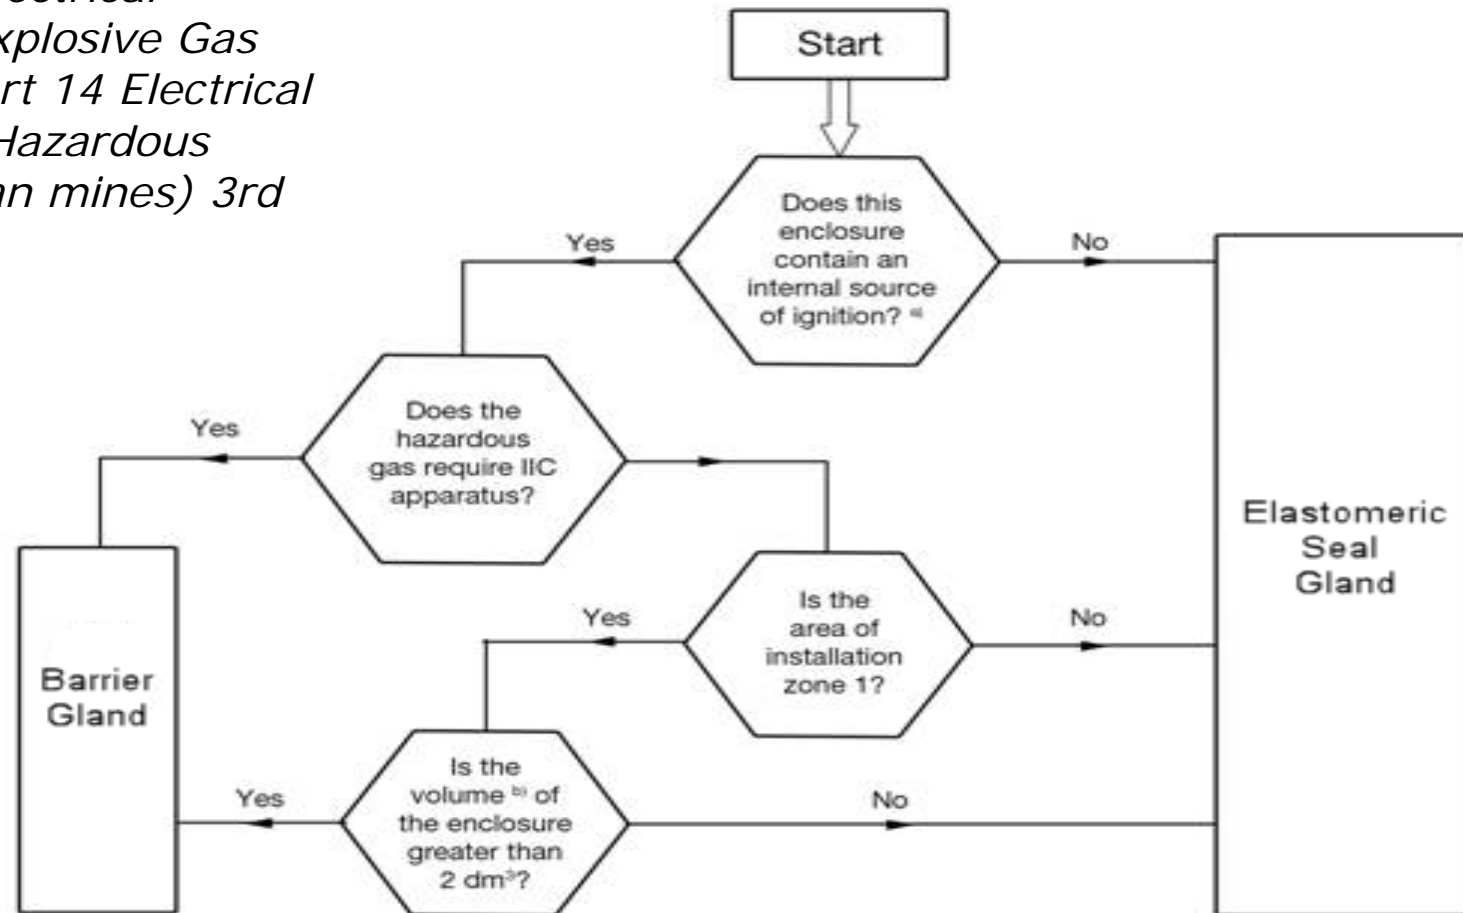 xplosive Gas
rt 14 Electrical
Hazardous
an mines) 3rd
Start
Does this
enclosure
contain an
internal source
of ignition? a)
Yes
No
Does the
hazardous
gas require IIC
apparatus?
Yes
Is the
area of
installation
zone 1?
Yes
No
Is the
volume b) of
the enclosure
greater than
2 dm³?
Yes
No
Barrier
Gland
Elastomeric
Seal
Gland